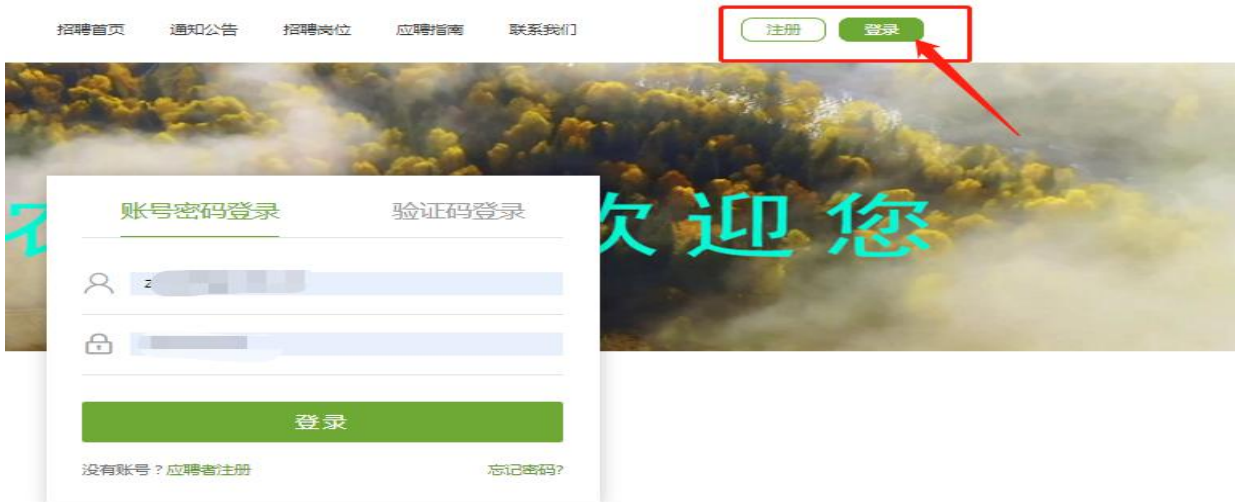 招聘首页 通知公告 招聘岗位 应聘指南 联系我们 注册 登录
欢迎您
账号密码登录 验证码登录
z
登录
没有账号？应聘者注册 忘记密码?